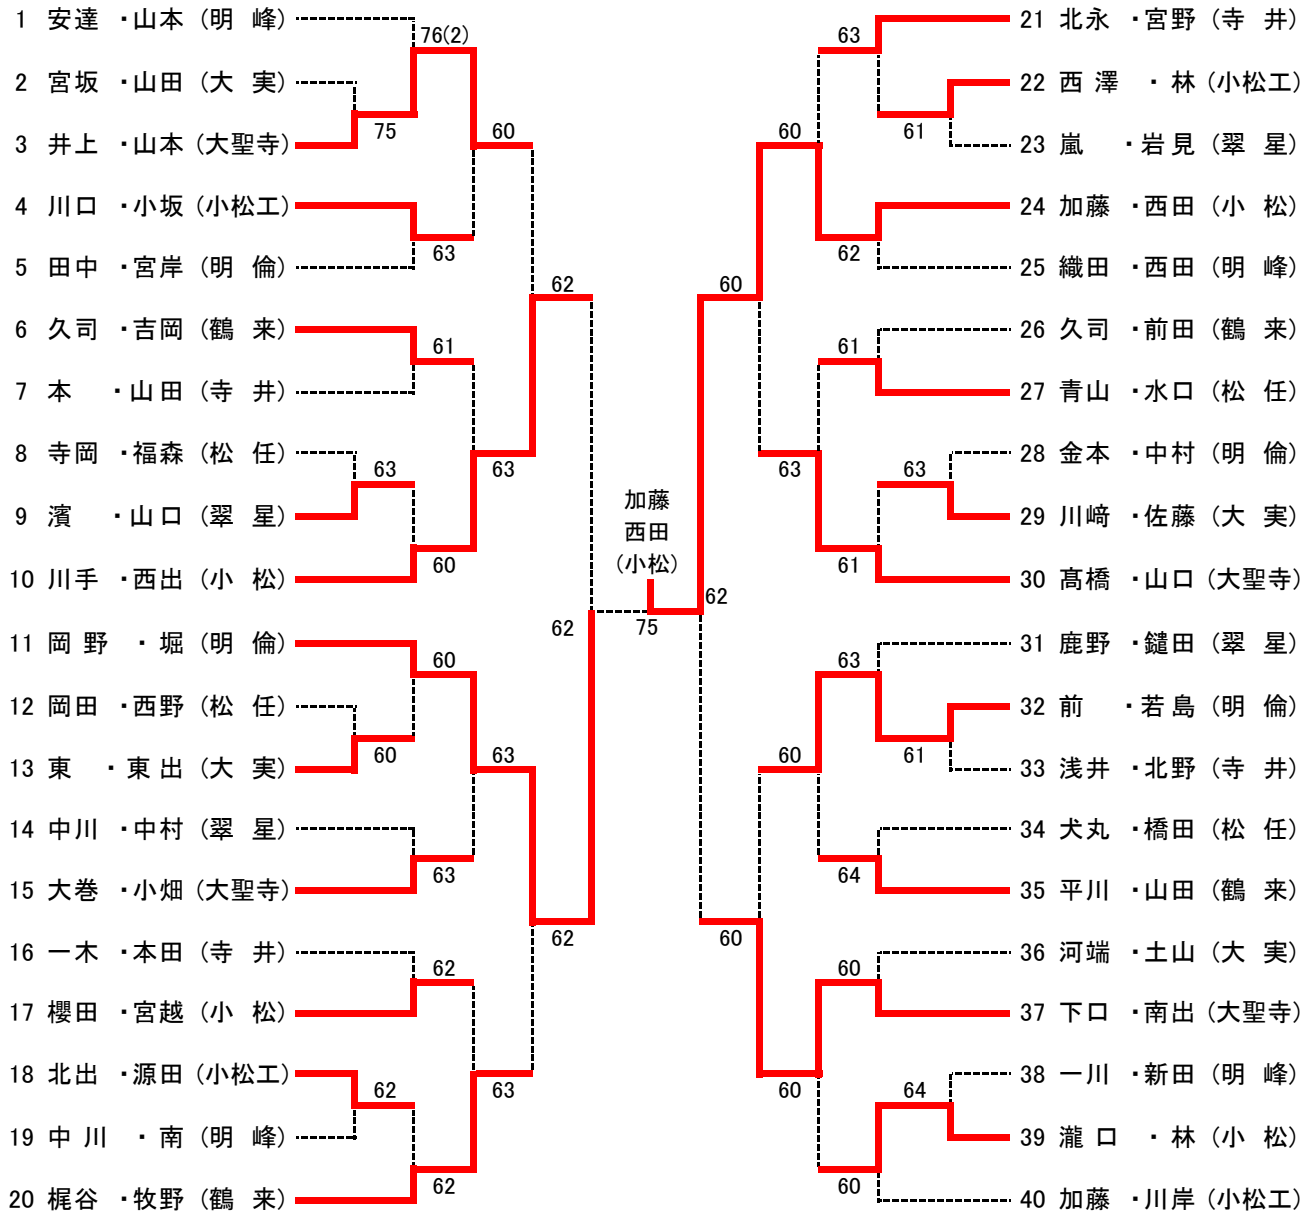 1 安達 ・山本 (明 峰)
76(2)
2 宮坂 ・山田 (大 実)
75
3 井上 ・山本 (大聖寺)
60
4 川口 ・小坂 (小松工)
63
5 田中 ・宮岸 (明 倫)
62
6 久司 ・吉岡 (鶴 来)
61
7 本 ・山田 (寺 井)
8 寺岡 ・福森 (松 任)
63
63
9 濱 ・山口 (翠 星)
60
10 川手 ・西出 (小 松)
62
11 岡野 ・堀 (明 倫)
60
12 岡田 ・西野 (松 任)
60
63
13 東 ・東出 (大 実)
14 中川 ・中村 (翠 星)
63
15 大巻 ・小畑 (大聖寺)
62
16 一木 ・本田 (寺 井)
62
17 櫻田 ・宮越 (小 松)
18 北出 ・源田 (小松工)
62
63
19 中川 ・南 (明 峰)
62
20 梶谷 ・牧野 (鶴 来)
加藤
西田
(小松)
75
62
63
21 北永 ・宮野 (寺 井)
22 西澤 ・林 (小松工)
61
60
23 嵐 ・岩見 (翠 星)
24 加藤 ・西田 (小 松)
62
25 織田 ・西田 (明 峰)
60
26 久司 ・前田 (鶴 来)
61
27 青山 ・水口 (松 任)
28 金本 ・中村 (明 倫)
63
63
29 川﨑 ・佐藤 (大 実)
61
30 髙橋 ・山口 (大聖寺)
31 鹿野 ・鑓田 (翠 星)
63
32 前 ・若島 (明 倫)
61
60
33 浅井 ・北野 (寺 井)
34 犬丸 ・橋田 (松 任)
64
35 平川 ・山田 (鶴 来)
60
36 河端 ・土山 (大 実)
60
37 下口 ・南出 (大聖寺)
38 一川 ・新田 (明 峰)
64
60
39 瀧口 ・林 (小 松)
60
40 加藤 ・川岸 (小松工)